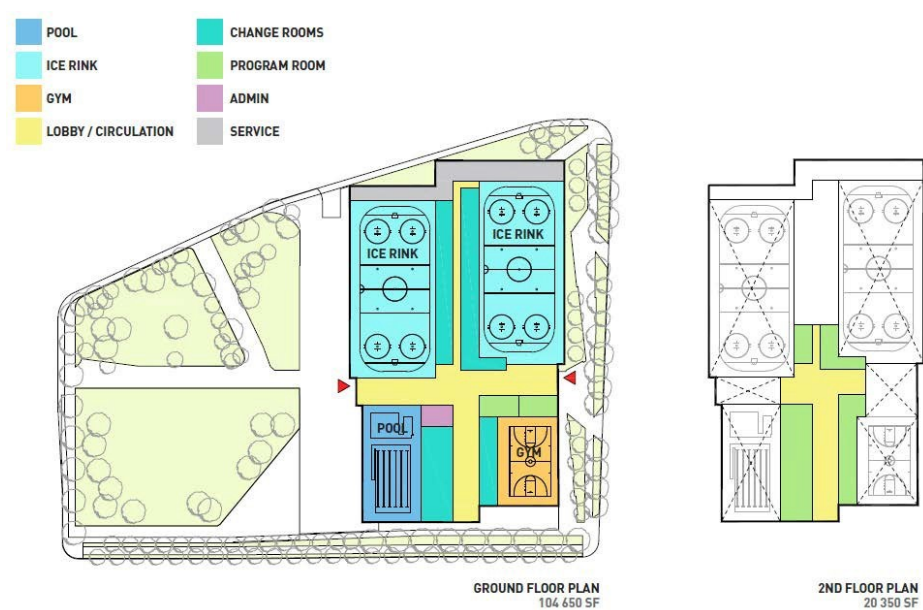 POOL
ICE RINK
GYM
LOBBY / CIRCULATION
CHANGE ROOMS
PROGRAM ROOM
ADMIN
SERVICE
ICE RINK
ICE RINK
POOL
GYM
GROUND FLOOR PLAN
104 650 SF
2ND FLOOR PLAN
20 350 SF